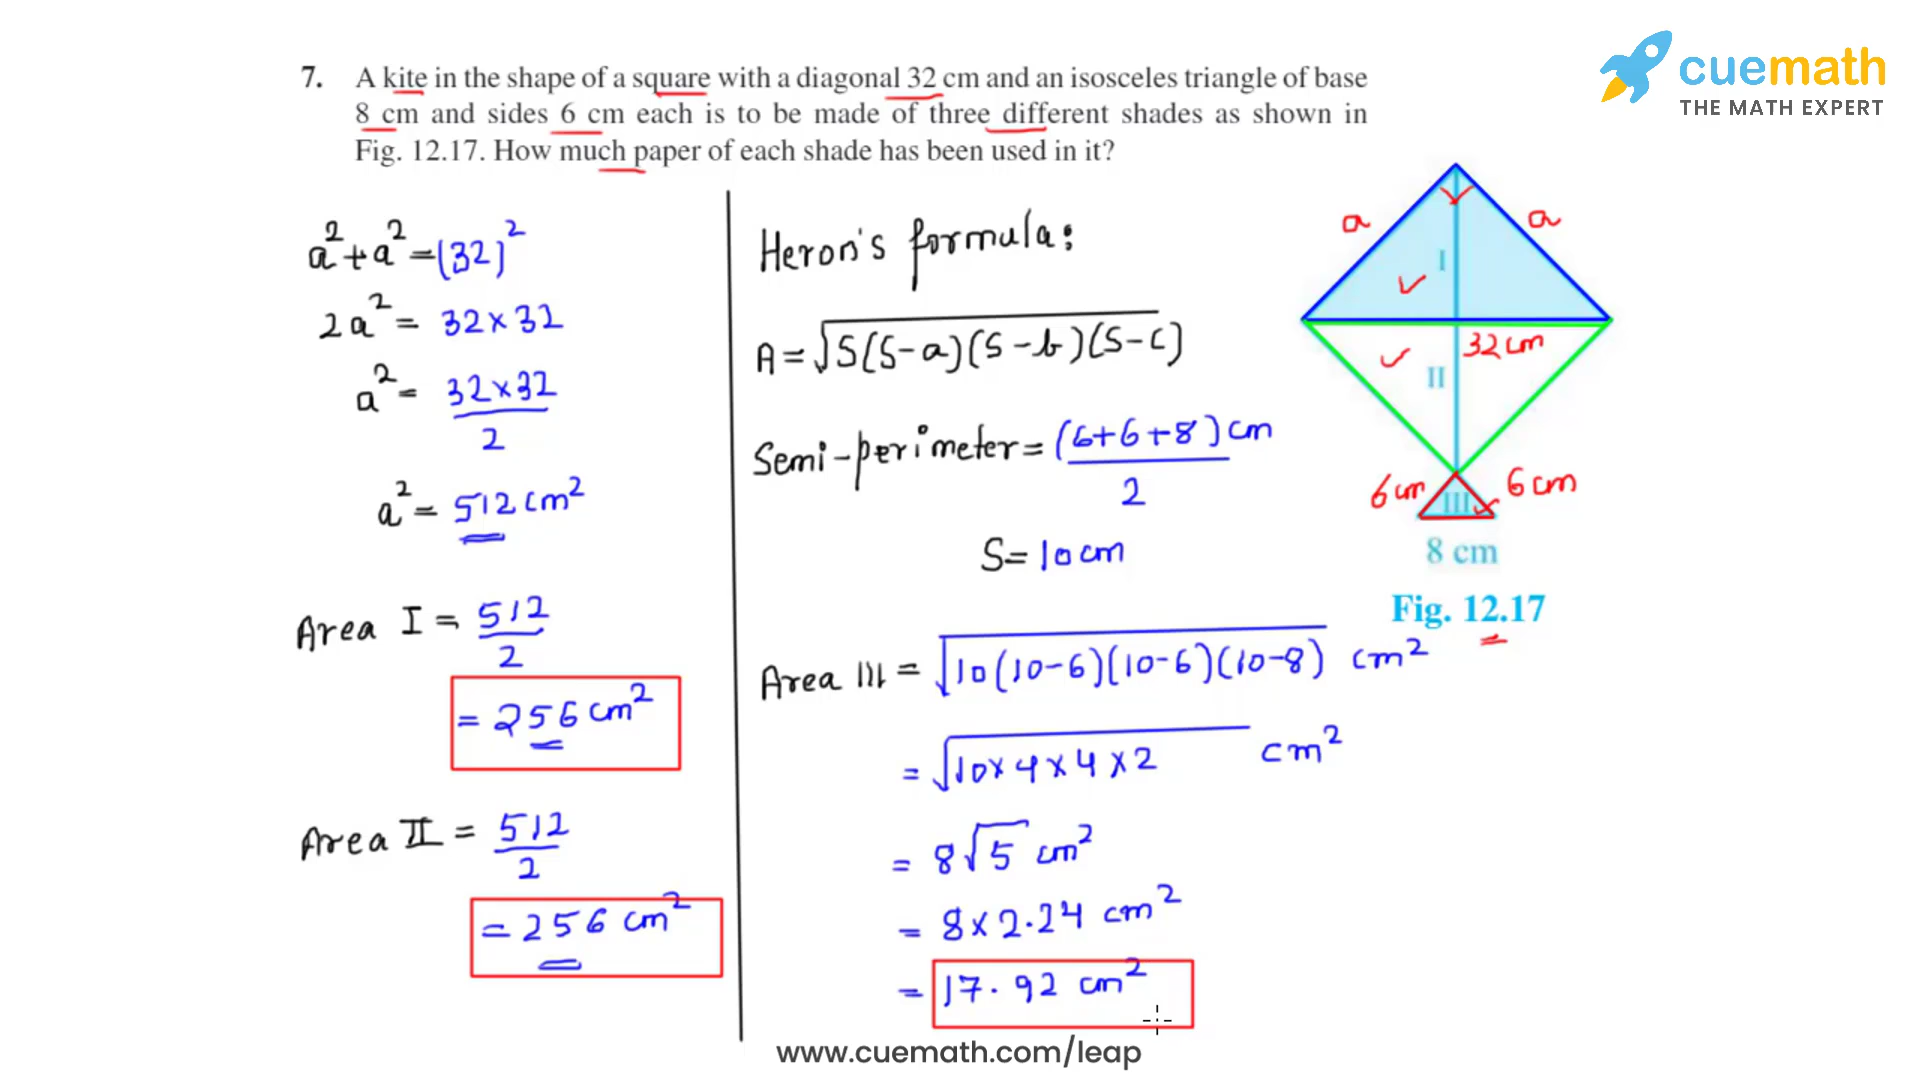 cuemath
THE MATH EXPERT
7. A kite in the shape of a square with a diagonal 32 cm and an isosceles triangle of base
8 cm and sides 6 cm each is to be made of three different shades as shown in
Fig. 12.17. How much paper of each shade has been used in it?
a² + a² = (32)²
2a² = 32×32
a² = 32×32/2
a² = 512 cm²
Area I = 512/2
= 256 cm²
Area II = 512/2
= 256 cm²
Heron's formula:
A = √S(S-a)(S-b)(S-c)
Semi-perimeter = (6+6+8)cm/2
S = 10 cm
Area III = √10(10-6)(10-6)(10-8) cm²
= √10×4×4×2 cm²
= 8√5 cm²
= 8×2.24 cm²
= 17.92 cm²
a
a
I
32 cm
II
6 cm
6 cm
III
8 cm
Fig. 12.17
www.cuemath.com/leap